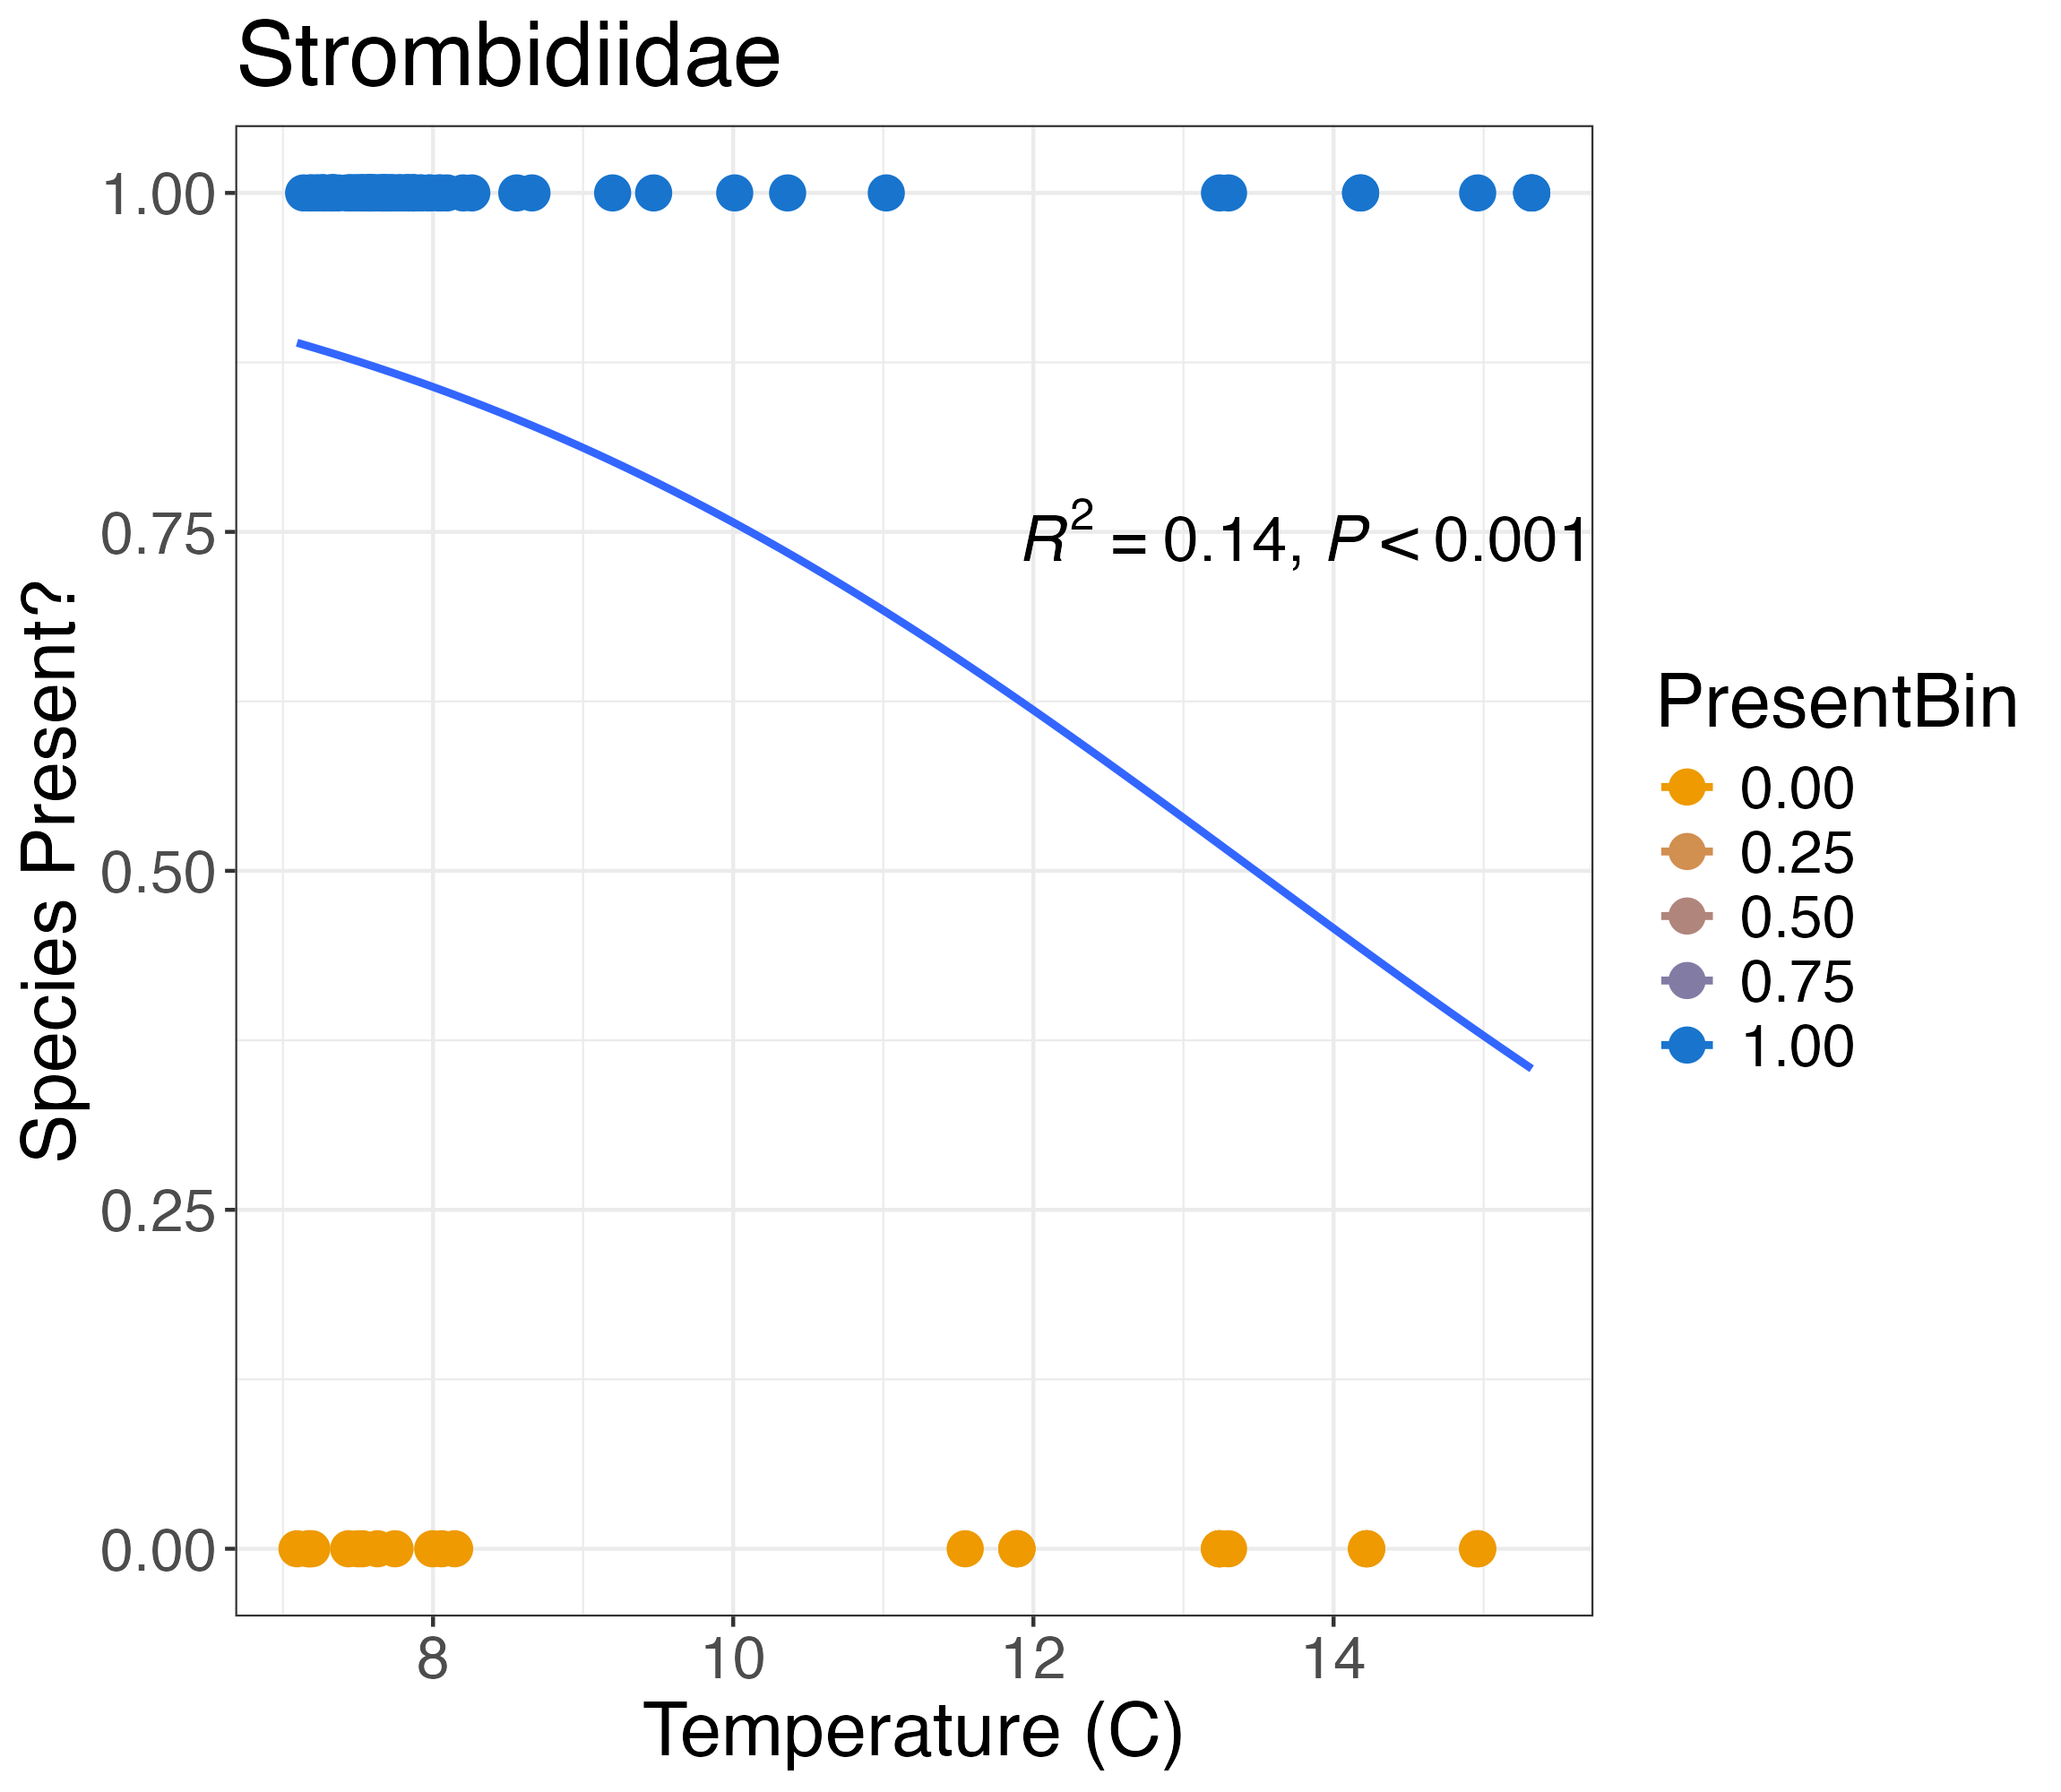 Strombidiidae
1.00
0.75
0.50
0.25
0.00
Species Present?
R² = 0.14, P < 0.001
8 10 12 14
Temperature (C)
PresentBin
0.00
0.25
0.50
0.75
1.00